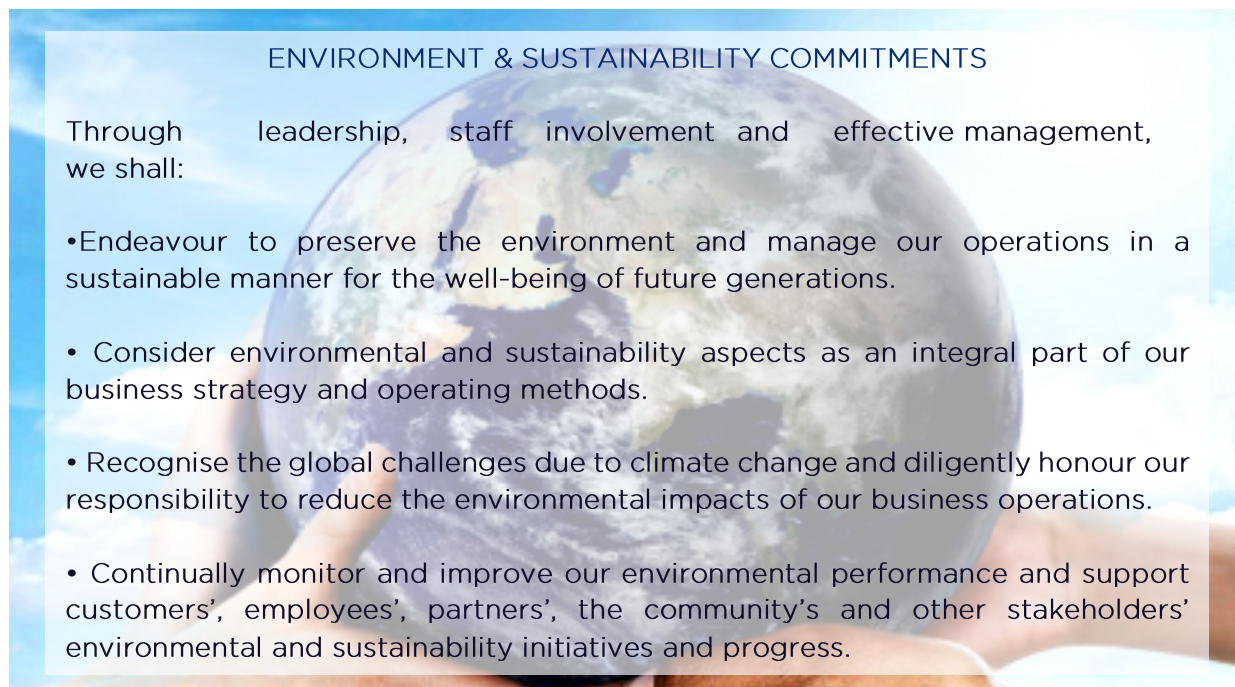 ENVIRONMENT & SUSTAINABILITY COMMITMENTS
Through leadership, staff involvement and effective management,
we shall:
•Endeavour to preserve the environment and manage our operations in a
sustainable manner for the well-being of future generations.
• Consider environmental and sustainability aspects as an integral part of our
business strategy and operating methods.
• Recognise the global challenges due to climate change and diligently honour our
responsibility to reduce the environmental impacts of our business operations.
• Continually monitor and improve our environmental performance and support
customers’, employees’, partners’, the community’s and other stakeholders’
environmental and sustainability initiatives and progress.